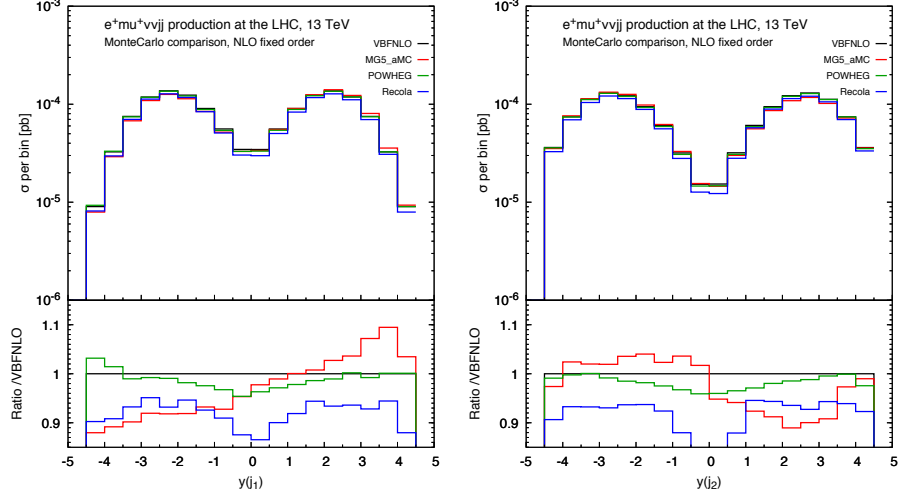 e⁺mu⁺vvjj production at the LHC, 13 TeV
MonteCarlo comparison, NLO fixed order
VBFNLO
MG5_aMC
POWHEG
Recola
σ per bin [pb]
10⁻⁴
10⁻⁵
10⁻⁶
Ratio /VBFNLO
1.1
1
0.9
-5 -4 -3 -2 -1 0 1 2 3 4 5
y(j₁)
e⁺mu⁺vvjj production at the LHC, 13 TeV
MonteCarlo comparison, NLO fixed order
VBFNLO
MG5_aMC
POWHEG
Recola
σ per bin [pb]
10⁻⁴
10⁻⁵
10⁻⁶
Ratio /VBFNLO
1.1
1
0.9
-5 -4 -3 -2 -1 0 1 2 3 4 5
y(j₂)